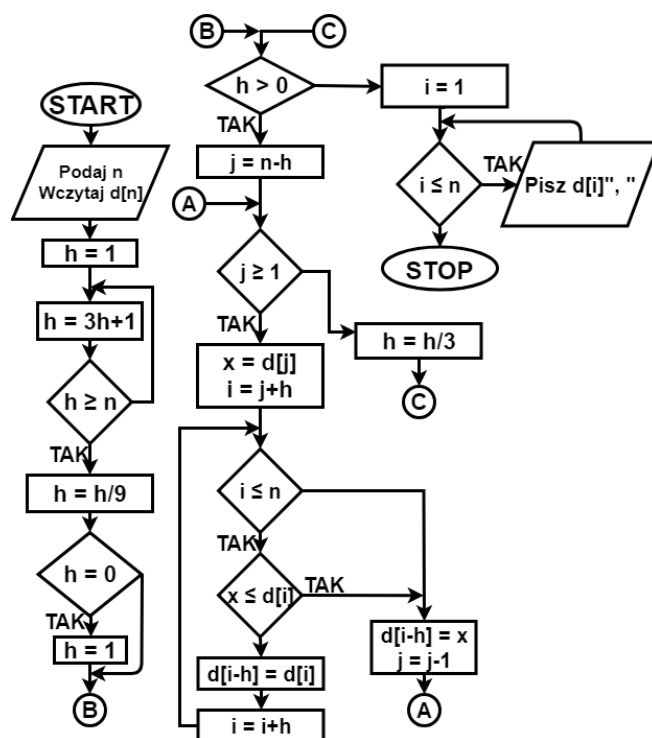 START
Podaj n
Wczytaj d[n]
h = 1
h = 3h+1
h ≥ n
TAK
h = h/9
h = 0
TAK
h = 1
B
B
C
h > 0
TAK
j = n-h
A
j ≥ 1
TAK
x = d[j]
i = j+h
i ≤ n
TAK
x ≤ d[i]
TAK
d[i-h] = d[i]
i = i+h
i = 1
i ≤ n
TAK
Pisz d[i]", "
STOP
h = h/3
C
d[i-h] = x
j = j-1
A